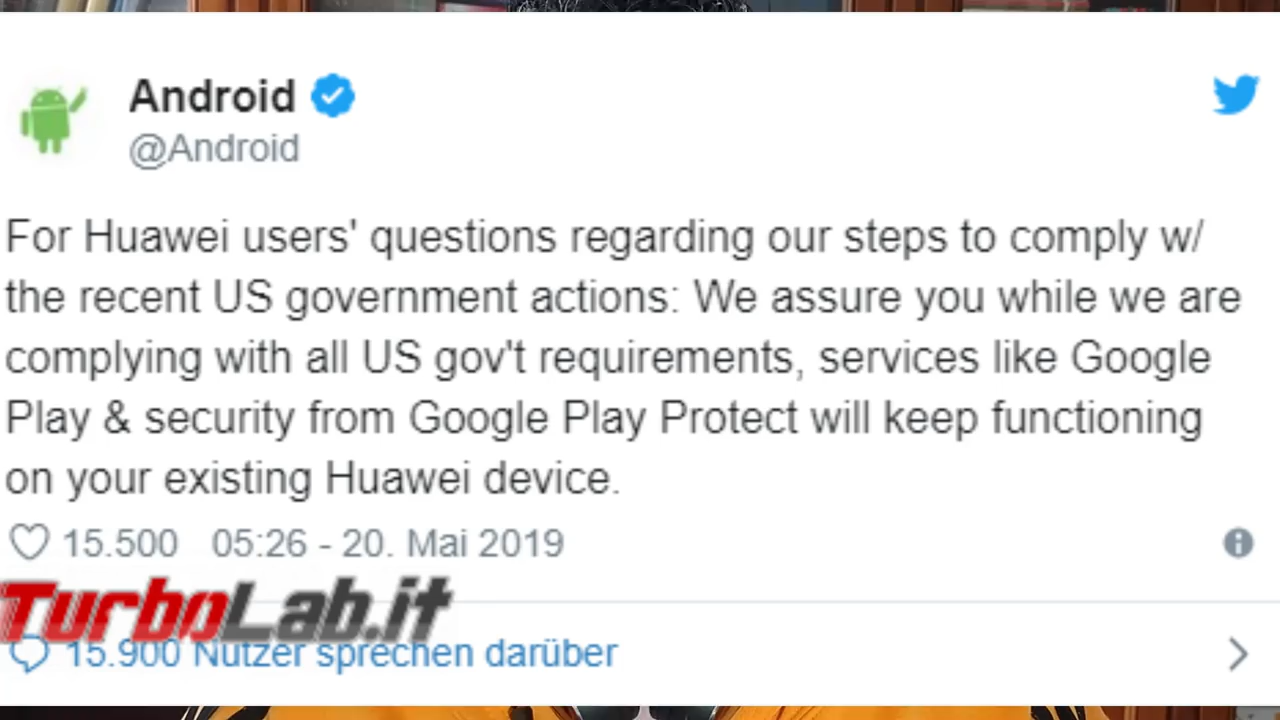 Android
@Android
For Huawei users' questions regarding our steps to comply w/
the recent US government actions: We assure you while we are
complying with all US gov't requirements, services like Google
Play & security from Google Play Protect will keep functioning
on your existing Huawei device.
15.500 05:26 - 20. Mai 2019
TurboLab.it
15.900 Nutzer sprechen darüber